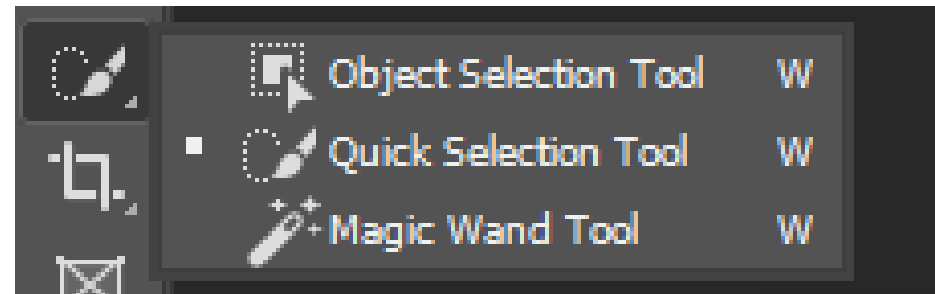 Object Selection Tool W
Quick Selection Tool W
Magic Wand Tool W